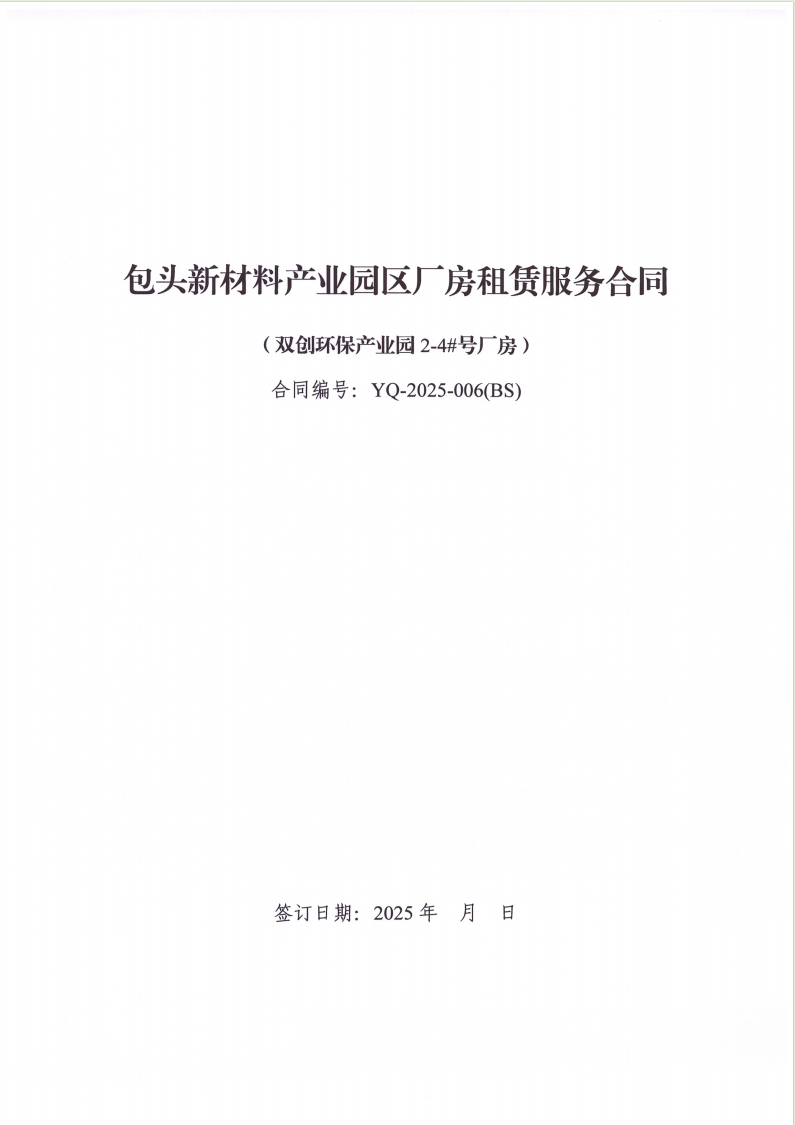 包头新材料产业园区厂房租赁服务合同
（双创环保产业园 2-4#号厂房）
合同编号：YQ-2025-006(BS)
签订日期：2025 年 月 日